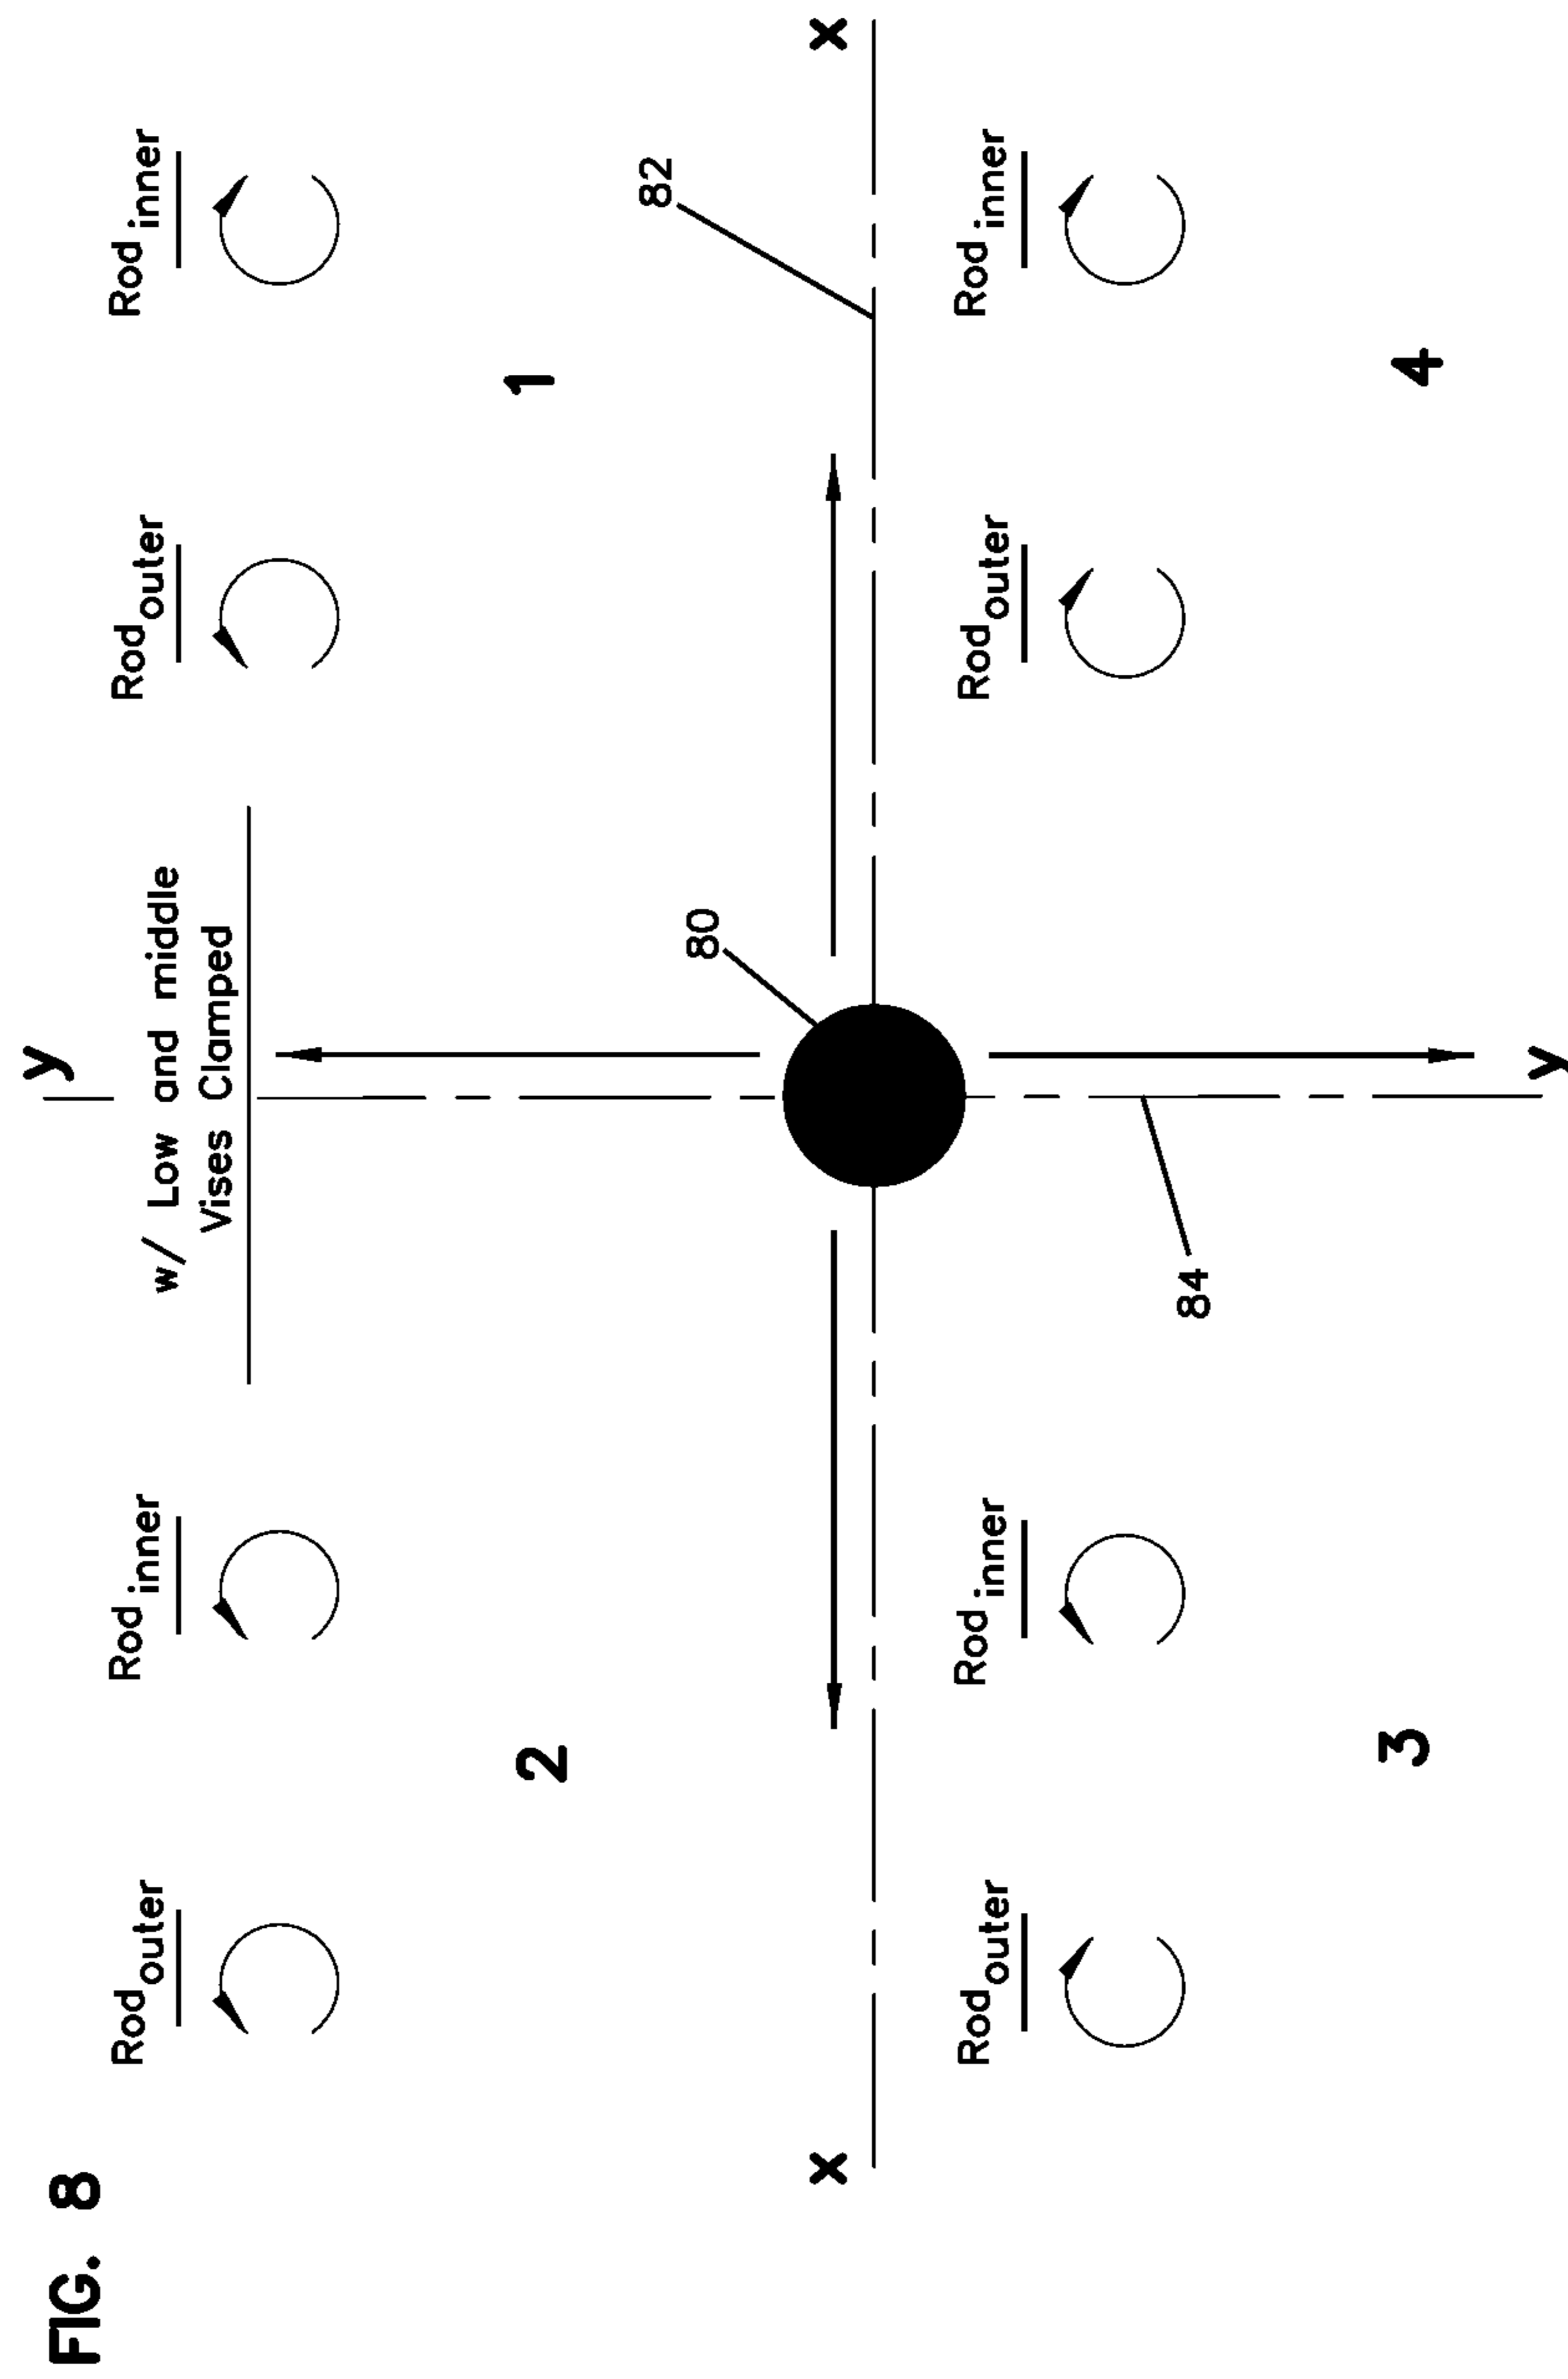 FIG. 8
y
Rod outer
Rod inner
w/ Low and middle
Vises Clamped
Rod outer
Rod inner
2
1
82
80
x
x
Rod outer
Rod inner
Rod outer
Rod inner
84
3
4
y